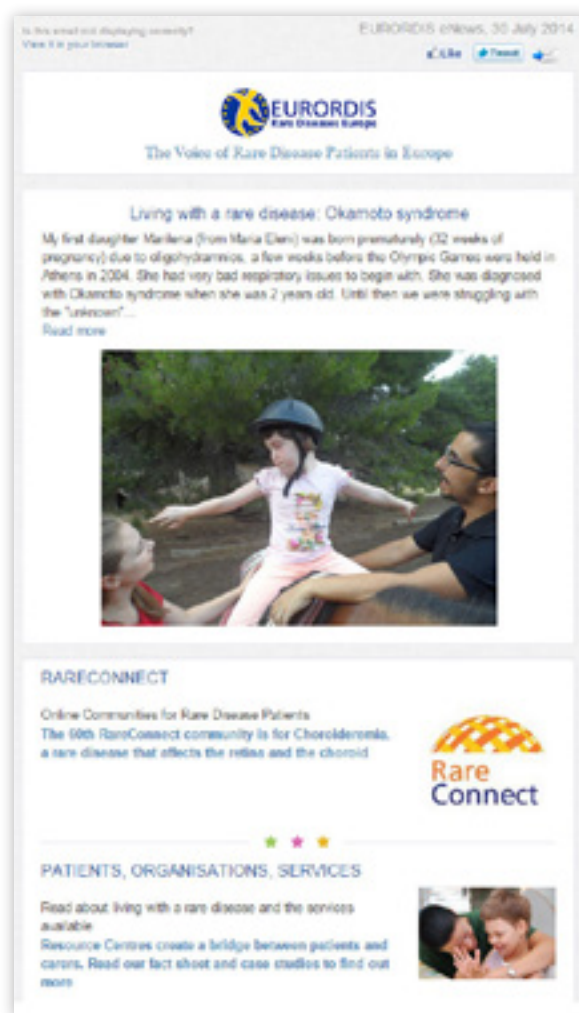 Is this email not displaying correctly?
View it in your browser
EURORDIS eNews, 30 July 2014
Like
Tweet
EURORDIS
Rare Diseases Europe
The Voice of Rare Disease Patients in Europe
Living with a rare disease: Okamoto syndrome
My first daughter Marilena (from Maria Eleni) was born prematurely (32 weeks of
pregnancy) due to oligohydramnios, a few weeks before the Olympic Games were held in
Athens in 2004. She had very bad respiratory issues to begin with. She was diagnosed
with Okamoto syndrome when she was 2 years old. Until then we were struggling with
the "unknown"...
Read more
RARECONNECT
Online Communities for Rare Disease Patients
The 60th RareConnect community is for Choroideremia,
a rare disease that affects the retina and the choroid
Rare
Connect
PATIENTS, ORGANISATIONS, SERVICES
Read about living with a rare disease and the services
available
Resource Centres create a bridge between patients and
carers. Read our fact sheet and case studies to find out
more